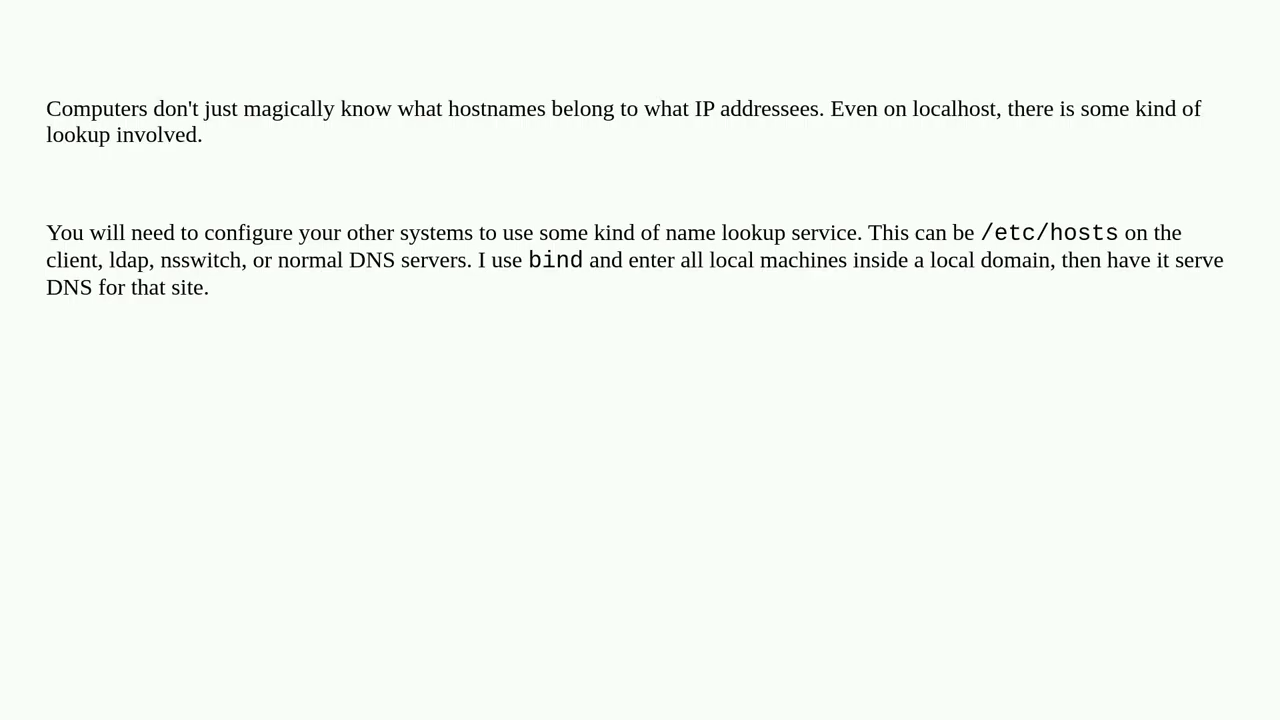 Computers don't just magically know what hostnames belong to what IP addressees. Even on localhost, there is some kind of
lookup involved.
You will need to configure your other systems to use some kind of name lookup service. This can be /etc/hosts on the
client, ldap, nsswitch, or normal DNS servers. I use bind and enter all local machines inside a local domain, then have it serve
DNS for that site.